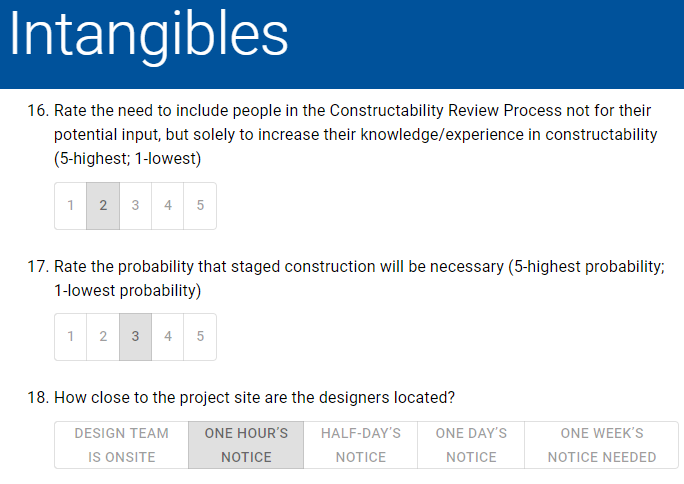 Intangibles
16. Rate the need to include people in the Constructability Review Process not for their
potential input, but solely to increase their knowledge/experience in constructability
(5-highest; 1-lowest)
1 2 3 4 5
17. Rate the probability that staged construction will be necessary (5-highest probability;
1-lowest probability)
1 2 3 4 5
18. How close to the project site are the designers located?
DESIGN TEAM ONE HOUR'S HALF-DAY'S ONE DAY'S ONE WEEK'S
IS ONSITE NOTICE NOTICE NOTICE NOTICE NEEDED